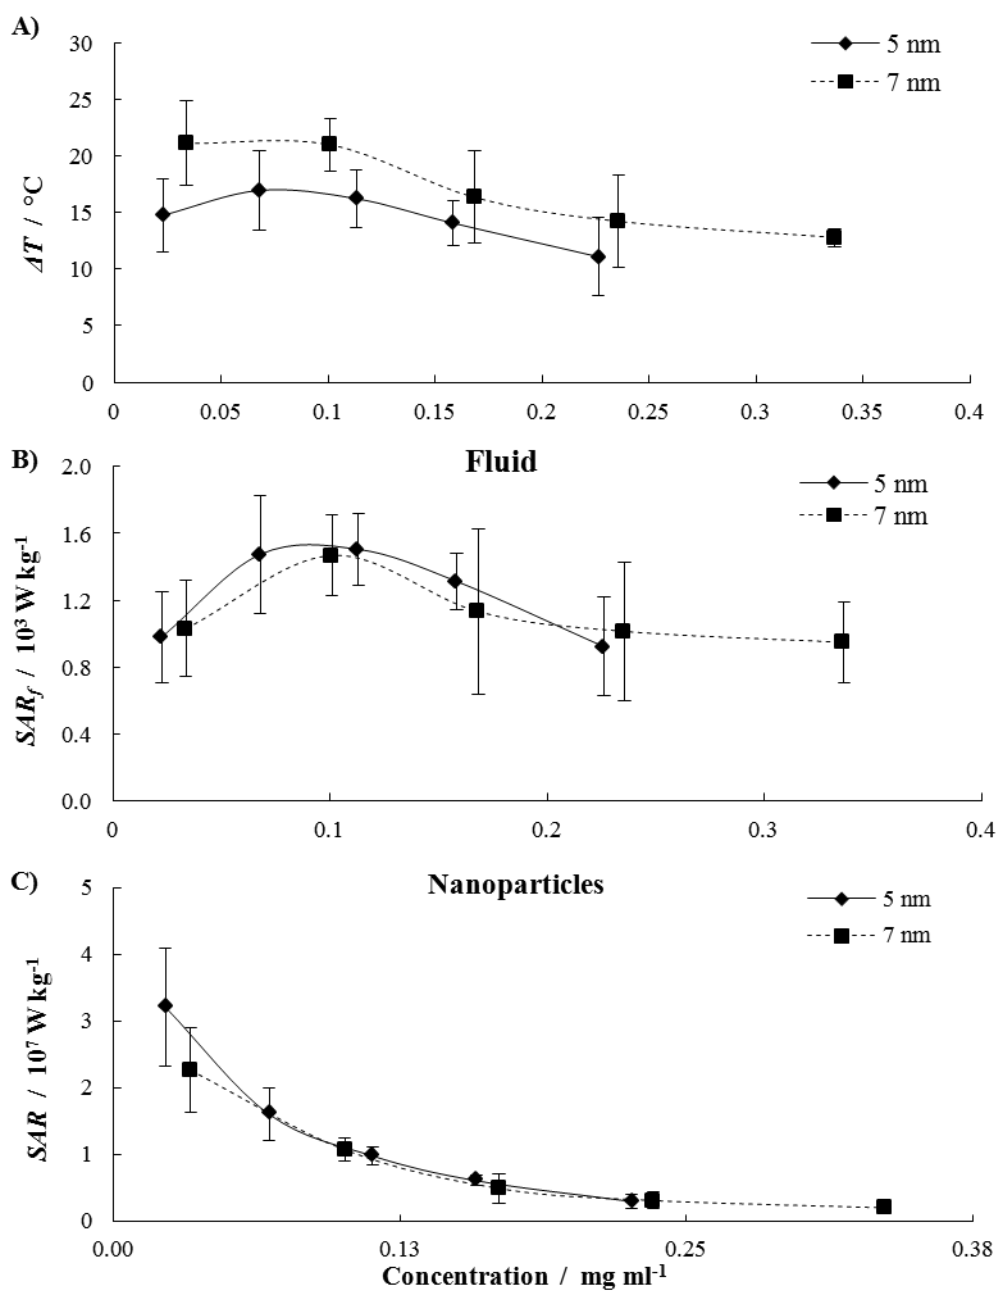 A)
30
25
20
15
10
5
0
ΔT / °C
0 0.05 0.1 0.15 0.2 0.25 0.3 0.35 0.4
5 nm
7 nm
B)
Fluid
2.0
1.6
1.2
0.8
0.4
0.0
SARf / 10³ W kg⁻¹
0 0.1 0.2 0.3 0.4
5 nm
7 nm
C)
Nanoparticles
5
4
3
2
1
0
SAR / 10⁷ W kg⁻¹
0.00 0.13 0.25 0.38
5 nm
7 nm
Concentration / mg ml⁻¹